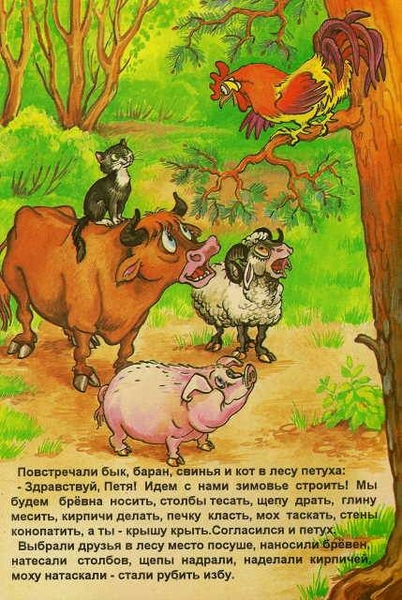 Повстречали бык, баран, свинья и кот в лесу петуха:
- Здравствуй, Петя! Идем с нами зимовье строить! Мы
будем брёвна носить, столбы тесать, щепу драть, глину
месить, кирпичи делать, печку класть, мох таскать, стены
конопатить, а ты - крышу крыть.Согласился и петух.
Выбрали друзья в лесу место посуше, наносили брёвен,
натесали столбов, щепы надрали, наделали кирпичей,
моху натаскали - стали рубить избу.